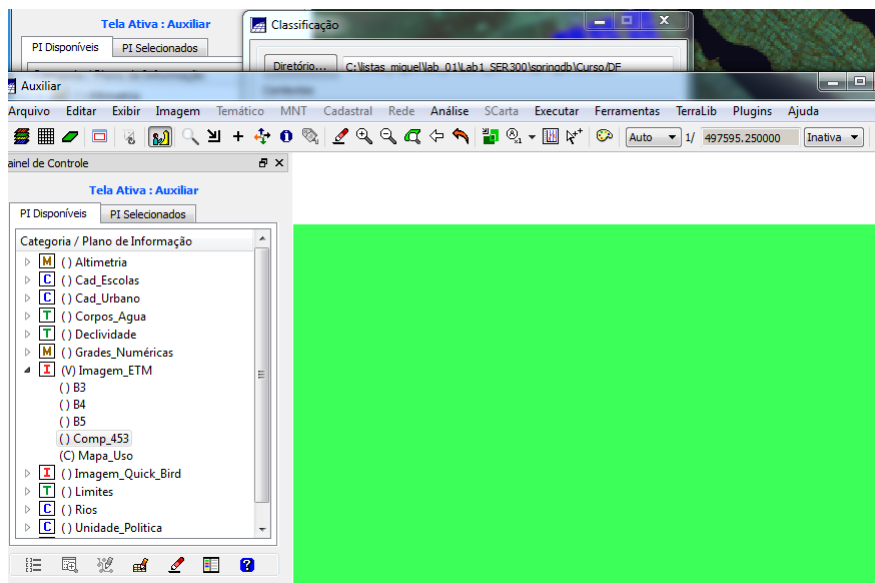 Tela Ativa: Auxiliar
Classificação
PI Disponíveis PI Selecionados
Diretório... C:\listas_miguel\lab_01\Lab1_SER300\springdb\Curso/DF
Auxiliar
Arquivo Editar Exibir Imagem Temático MNT Cadastral Rede Análise SCarta Executar Ferramentas TerraLib Plugins Ajuda
Auto 1/ 497595.250000 Inativa
ainel de Controle
Tela Ativa : Auxiliar
PI Disponíveis PI Selecionados
Categoria / Plano de Informação
M ( ) Altimetria
C ( ) Cad_Escolas
C ( ) Cad_Urbano
T ( ) Corpos_Agua
T ( ) Declividade
M ( ) Grades_Numéricas
I (V) Imagem_ETM
( ) B3
( ) B4
( ) B5
( ) Comp_453
(C) Mapa_Uso
I ( ) Imagem_Quick_Bird
T ( ) Limites
C ( ) Rios
C ( ) Unidade_Politica